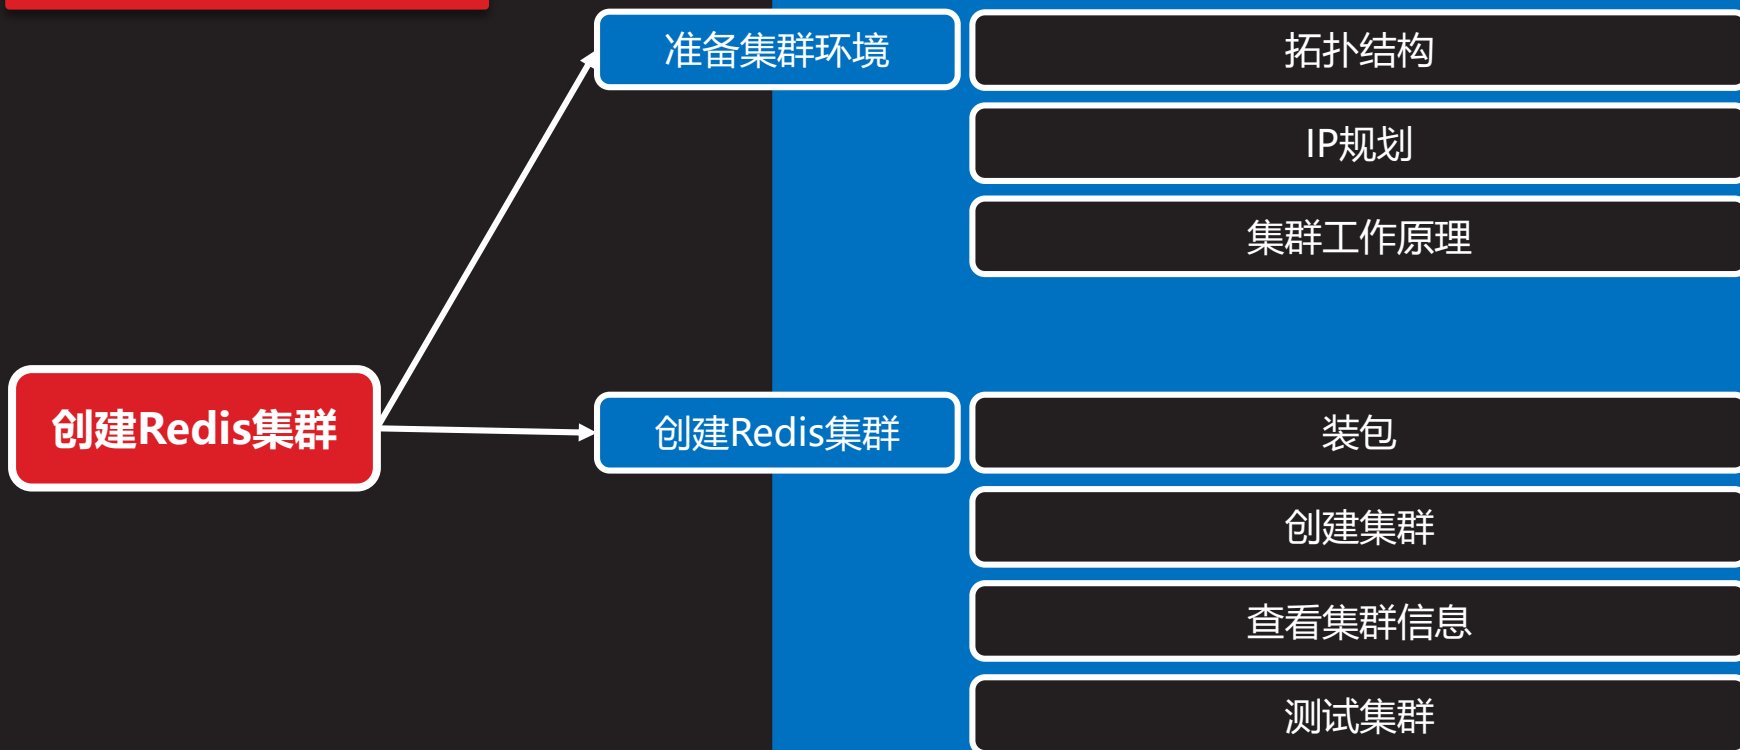 准备集群环境
拓扑结构
IP规划
集群工作原理
创建Redis集群
创建Redis集群
装包
创建集群
查看集群信息
测试集群